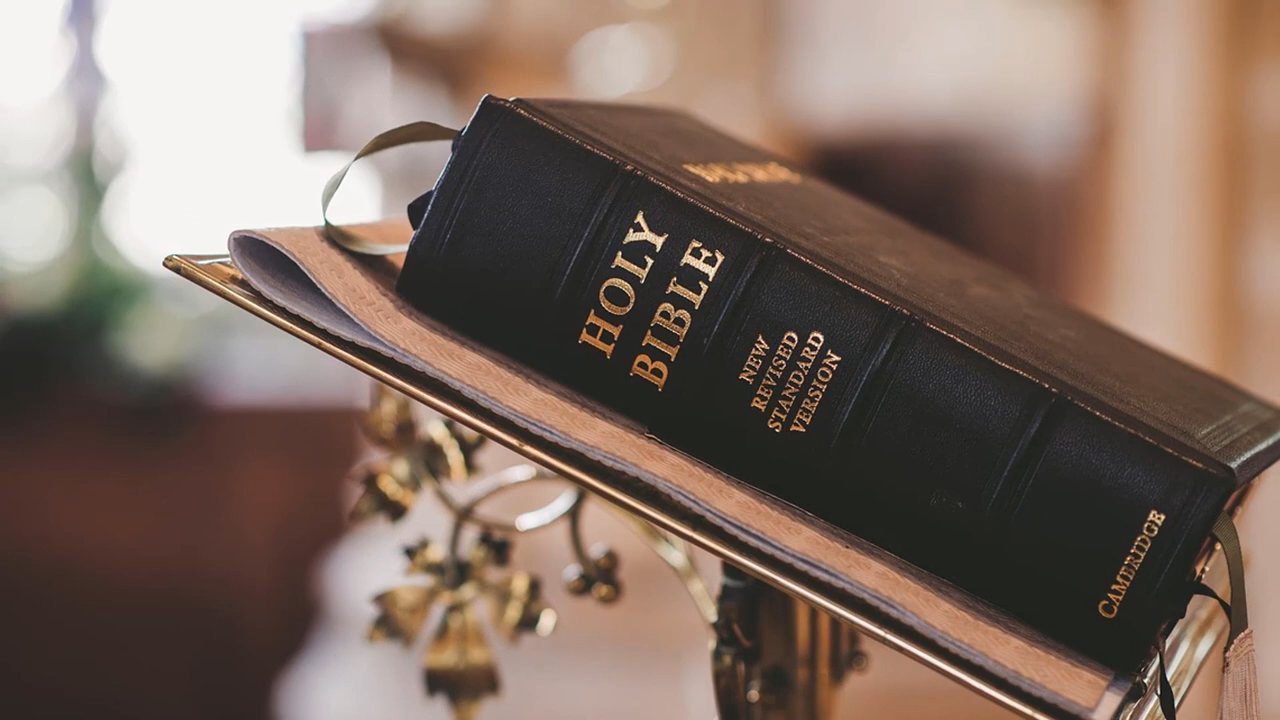 HOLY
BIBLE
NEW
REVISED
STANDARD
VERSION
CAMBRIDGE